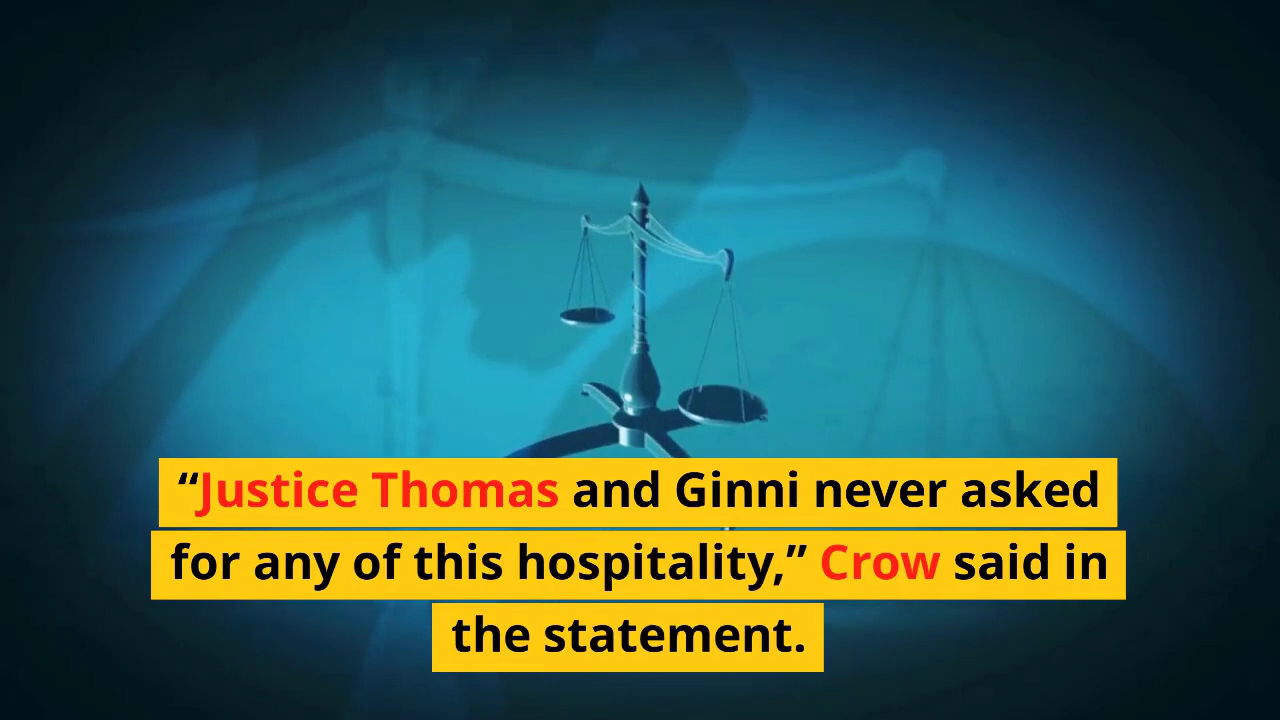 “Justice Thomas and Ginni never asked
for any of this hospitality,” Crow said in
the statement.